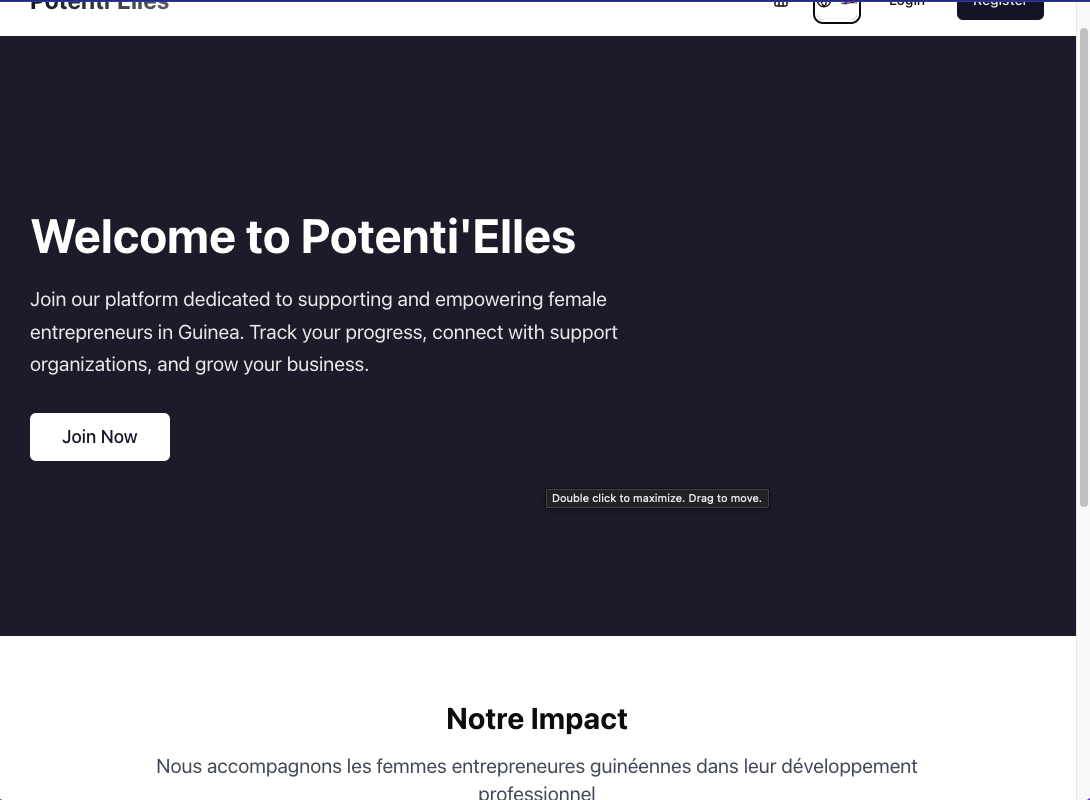 Potenti'Elles
Login
Register
Welcome to Potenti'Elles
Join our platform dedicated to supporting and empowering female
entrepreneurs in Guinea. Track your progress, connect with support
organizations, and grow your business.
Join Now
Double click to maximize. Drag to move.
Notre Impact
Nous accompagnons les femmes entrepreneures guinéennes dans leur développement
professionnel